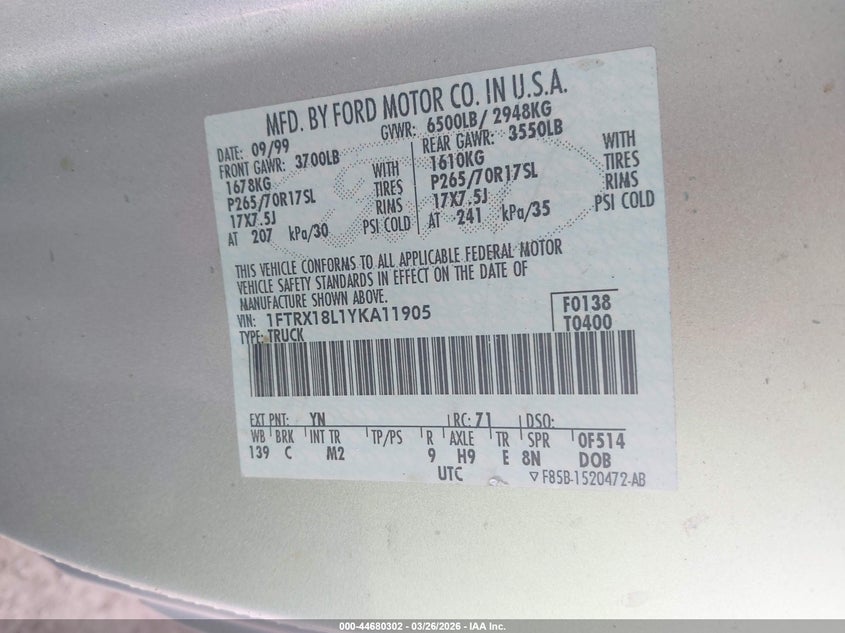 MFD. BY FORD MOTOR CO. IN U.S.A.
DATE: 09/99 GVWR: 6500LB/ 2948KG
FRONT GAWR: 3700LB REAR GAWR: 3550LB
1678KG WITH 1610KG WITH
P265/70R17SL TIRES P265/70R17SL TIRES
17X7.5J RIMS 17X7.5J RIMS
AT 207 kPa/30 PSI COLD AT 241 kPa/35 PSI COLD
THIS VEHICLE CONFORMS TO ALL APPLICABLE FEDERAL MOTOR
VEHICLE SAFETY STANDARDS IN EFFECT ON THE DATE OF
MANUFACTURE SHOWN ABOVE.
VIN: 1FTRX18L1YKA11905 F0138
TYPE: TRUCK T0400
EXT PNT: YN RC: 71 DSO:
WB BRK INT TR TP/PS R AXLE TR SPR 0F514
139 C M2 9 H9 E 8N DOB
UTC F85B-1520472-AB
000-44680302 / 03/26/2026 - IAA Inc.